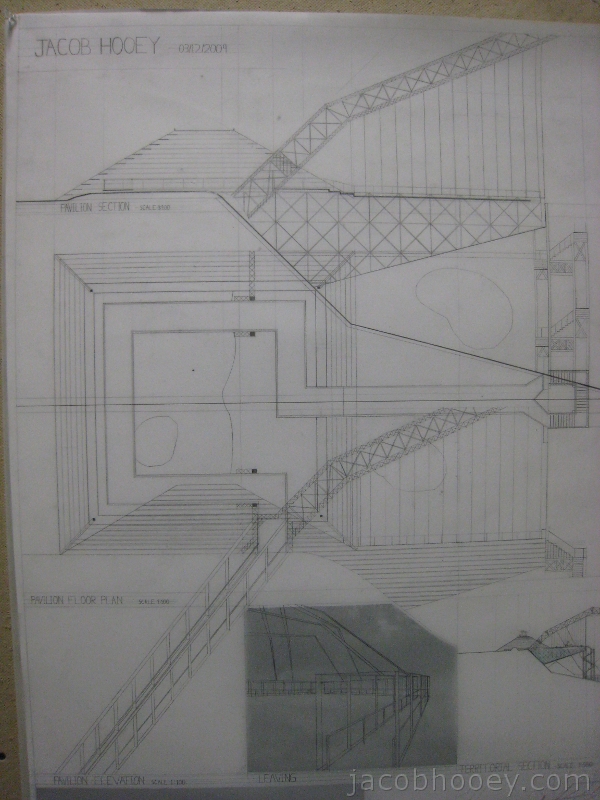 JACOB HOOEY 09/12/2009
PAVILION SECTION SCALE 1:100
PAVILION FLOOR PLAN SCALE 1:100
TERRITORIAL SECTION
PAVILION ELEVATION SCALE 1:100
LEAVING
jacobhooey.com